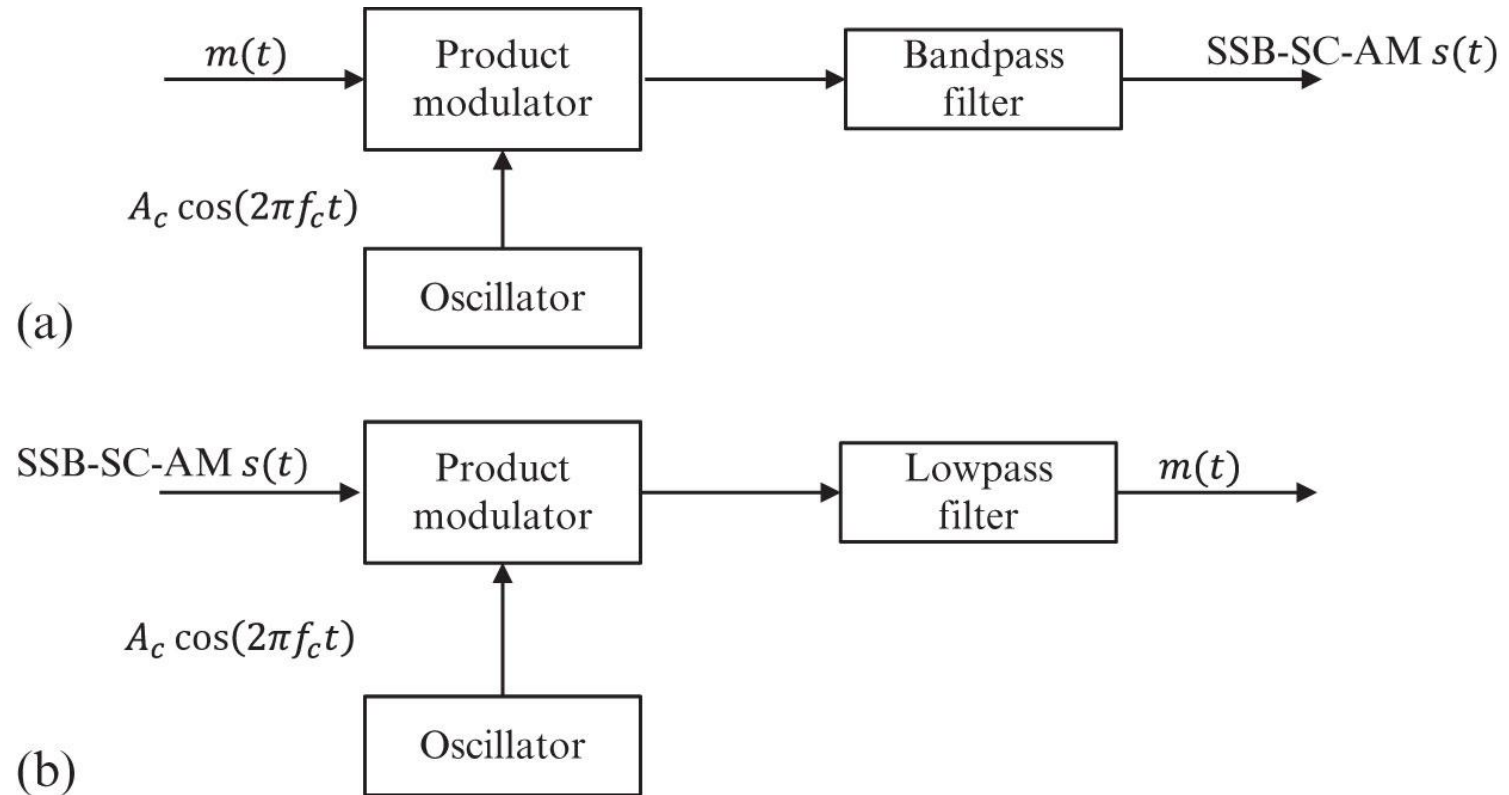 m(t)
Product
modulator
Bandpass
filter
SSB-SC-AM s(t)
A_c cos(2πf_ct)
Oscillator
(a)
SSB-SC-AM s(t)
Product
modulator
Lowpass
filter
m(t)
A_c cos(2πf_ct)
Oscillator
(b)